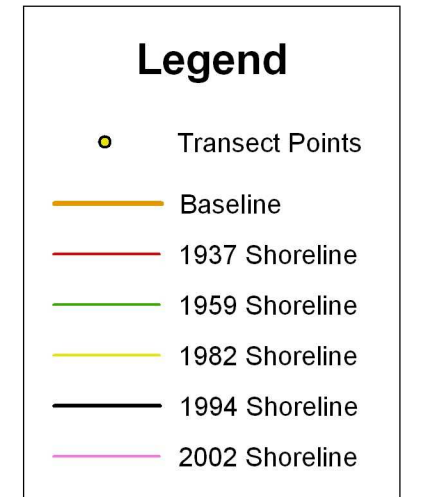 Legend
Transect Points
Baseline
1937 Shoreline
1959 Shoreline
1982 Shoreline
1994 Shoreline
2002 Shoreline